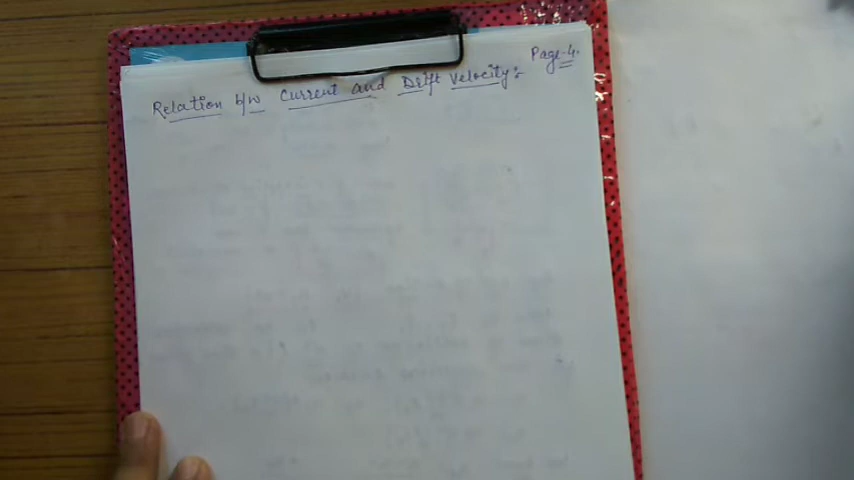 Page-4.
Relation b/w Current and Drift Velocity:-